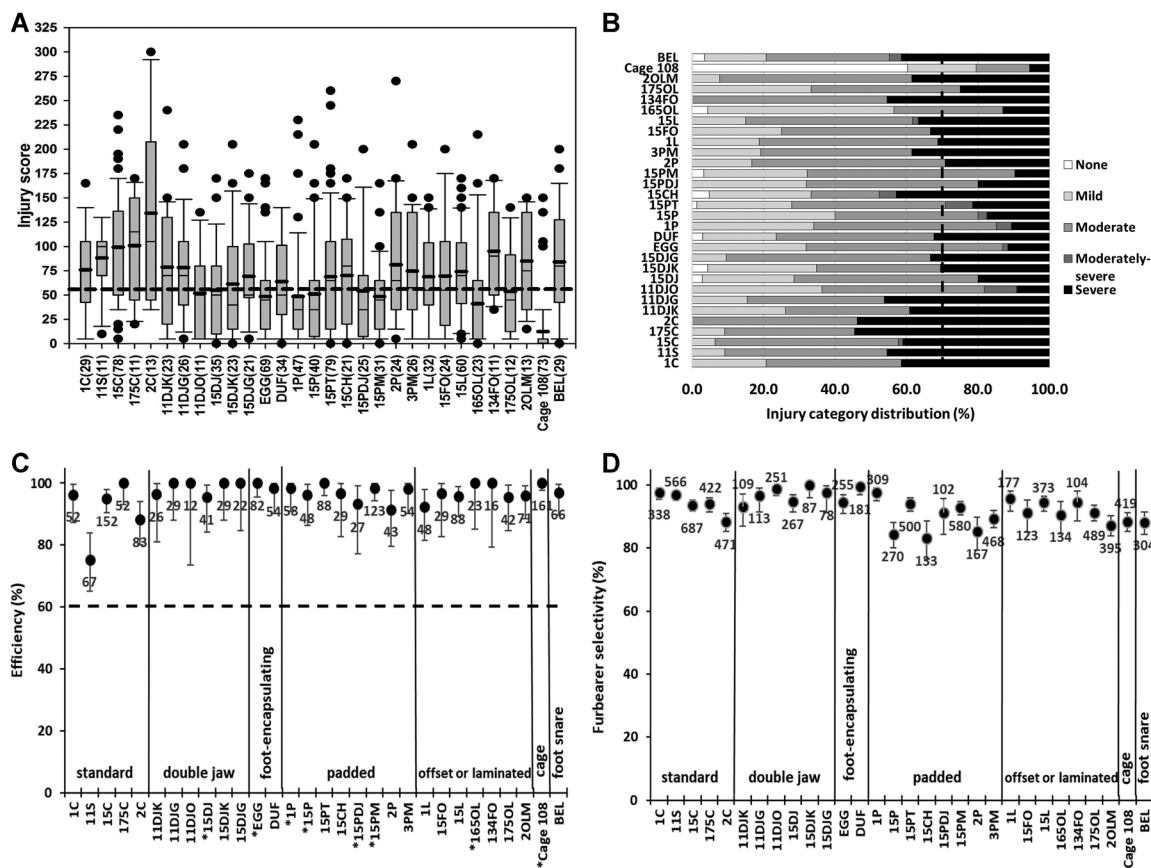 A
Injury score
325
300
275
250
225
200
175
150
125
100
75
50
25
0
1C(29)
11S(11)
15C(78)
175C(11)
2C(13)
11DJK(23)
11DJG(26)
11DJO(11)
15DJ(35)
15DJK(23)
15DJG(21)
EGG(69)
DUF(34)
1P(47)
15P(40)
15PT(79)
15CH(21)
15PDJ(25)
15PM(31)
2P(24)
3PM(26)
1L(32)
15FO(24)
15L(60)
165OL(23)
134FO(11)
175OL(12)
2OLM(13)
Cage 108(73)
BEL(29)
B
BEL
Cage 108
2OLM
175OL
134FO
165OL
15L
15FO
1L
3PM
2P
15PM
15PDJ
15CH
15PT
15P
1P
DUF
EGG
15DJG
15DJK
15DJ
11DJO
11DJG
11DJK
2C
175C
15C
11S
1C
0.0 20.0 40.0 60.0 80.0 100.0
Injury category distribution (%)
None
Mild
Moderate
Moderately-
severe
Severe
C
Efficiency (%)
100
80
60
40
20
0
52
67
152
52
83
26
29
12
41
29
22
82
54
58
48
88
29
27
123
43
54
48
29
88
23
16
42
71
161
66
standard
double jaw
foot-encapsulating
padded
offset or laminated
cage
foot snare
1C
11S
15C
175C
2C
11DJK
11DJG
11DJO
*15DJ
15DJK
15DJG
*EGG
DUF
*1P
*15P
15PT
15CH
*15PDJ
*15PM
2P
3PM
1L
15FO
15L
*165OL
134FO
175OL
2OLM
*Cage 108
BEL
D
Furbearer selectivity (%)
100
80
60
40
20
0
338
566
687
422
471
109
113
251
267
87
78
255
181
309
270
500
133
102
580
167
468
177
123
373
134
104
489
395
419
304
standard
double jaw
foot-encapsulating
padded
offset or laminated
cage
foot snare
1C
11S
15C
175C
2C
11DJK
11DJG
11DJO
15DJ
15DJK
15DJG
EGG
DUF
1P
15P
15PT
15CH
15PDJ
15PM
2P
3PM
1L
15FO
15L
165OL
134FO
175OL
2OLM
Cage 108
BEL